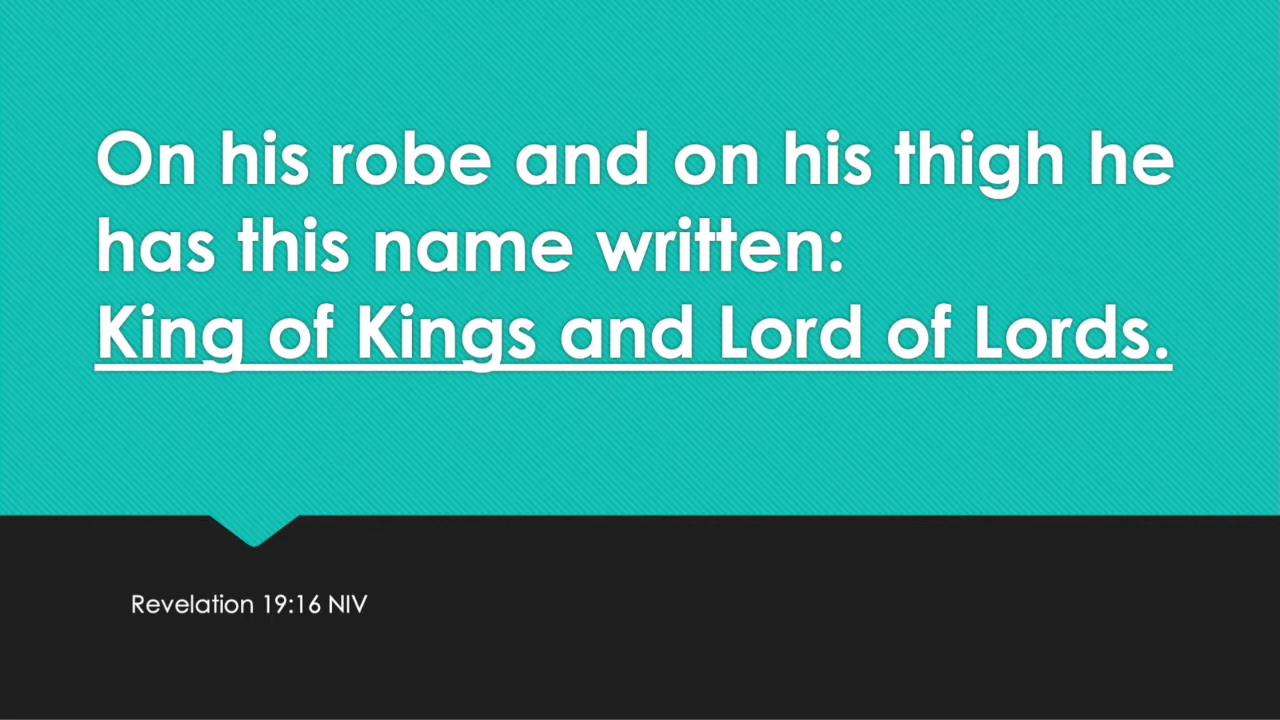 On his robe and on his thigh he
has this name written:
King of Kings and Lord of Lords.
Revelation 19:16 NIV